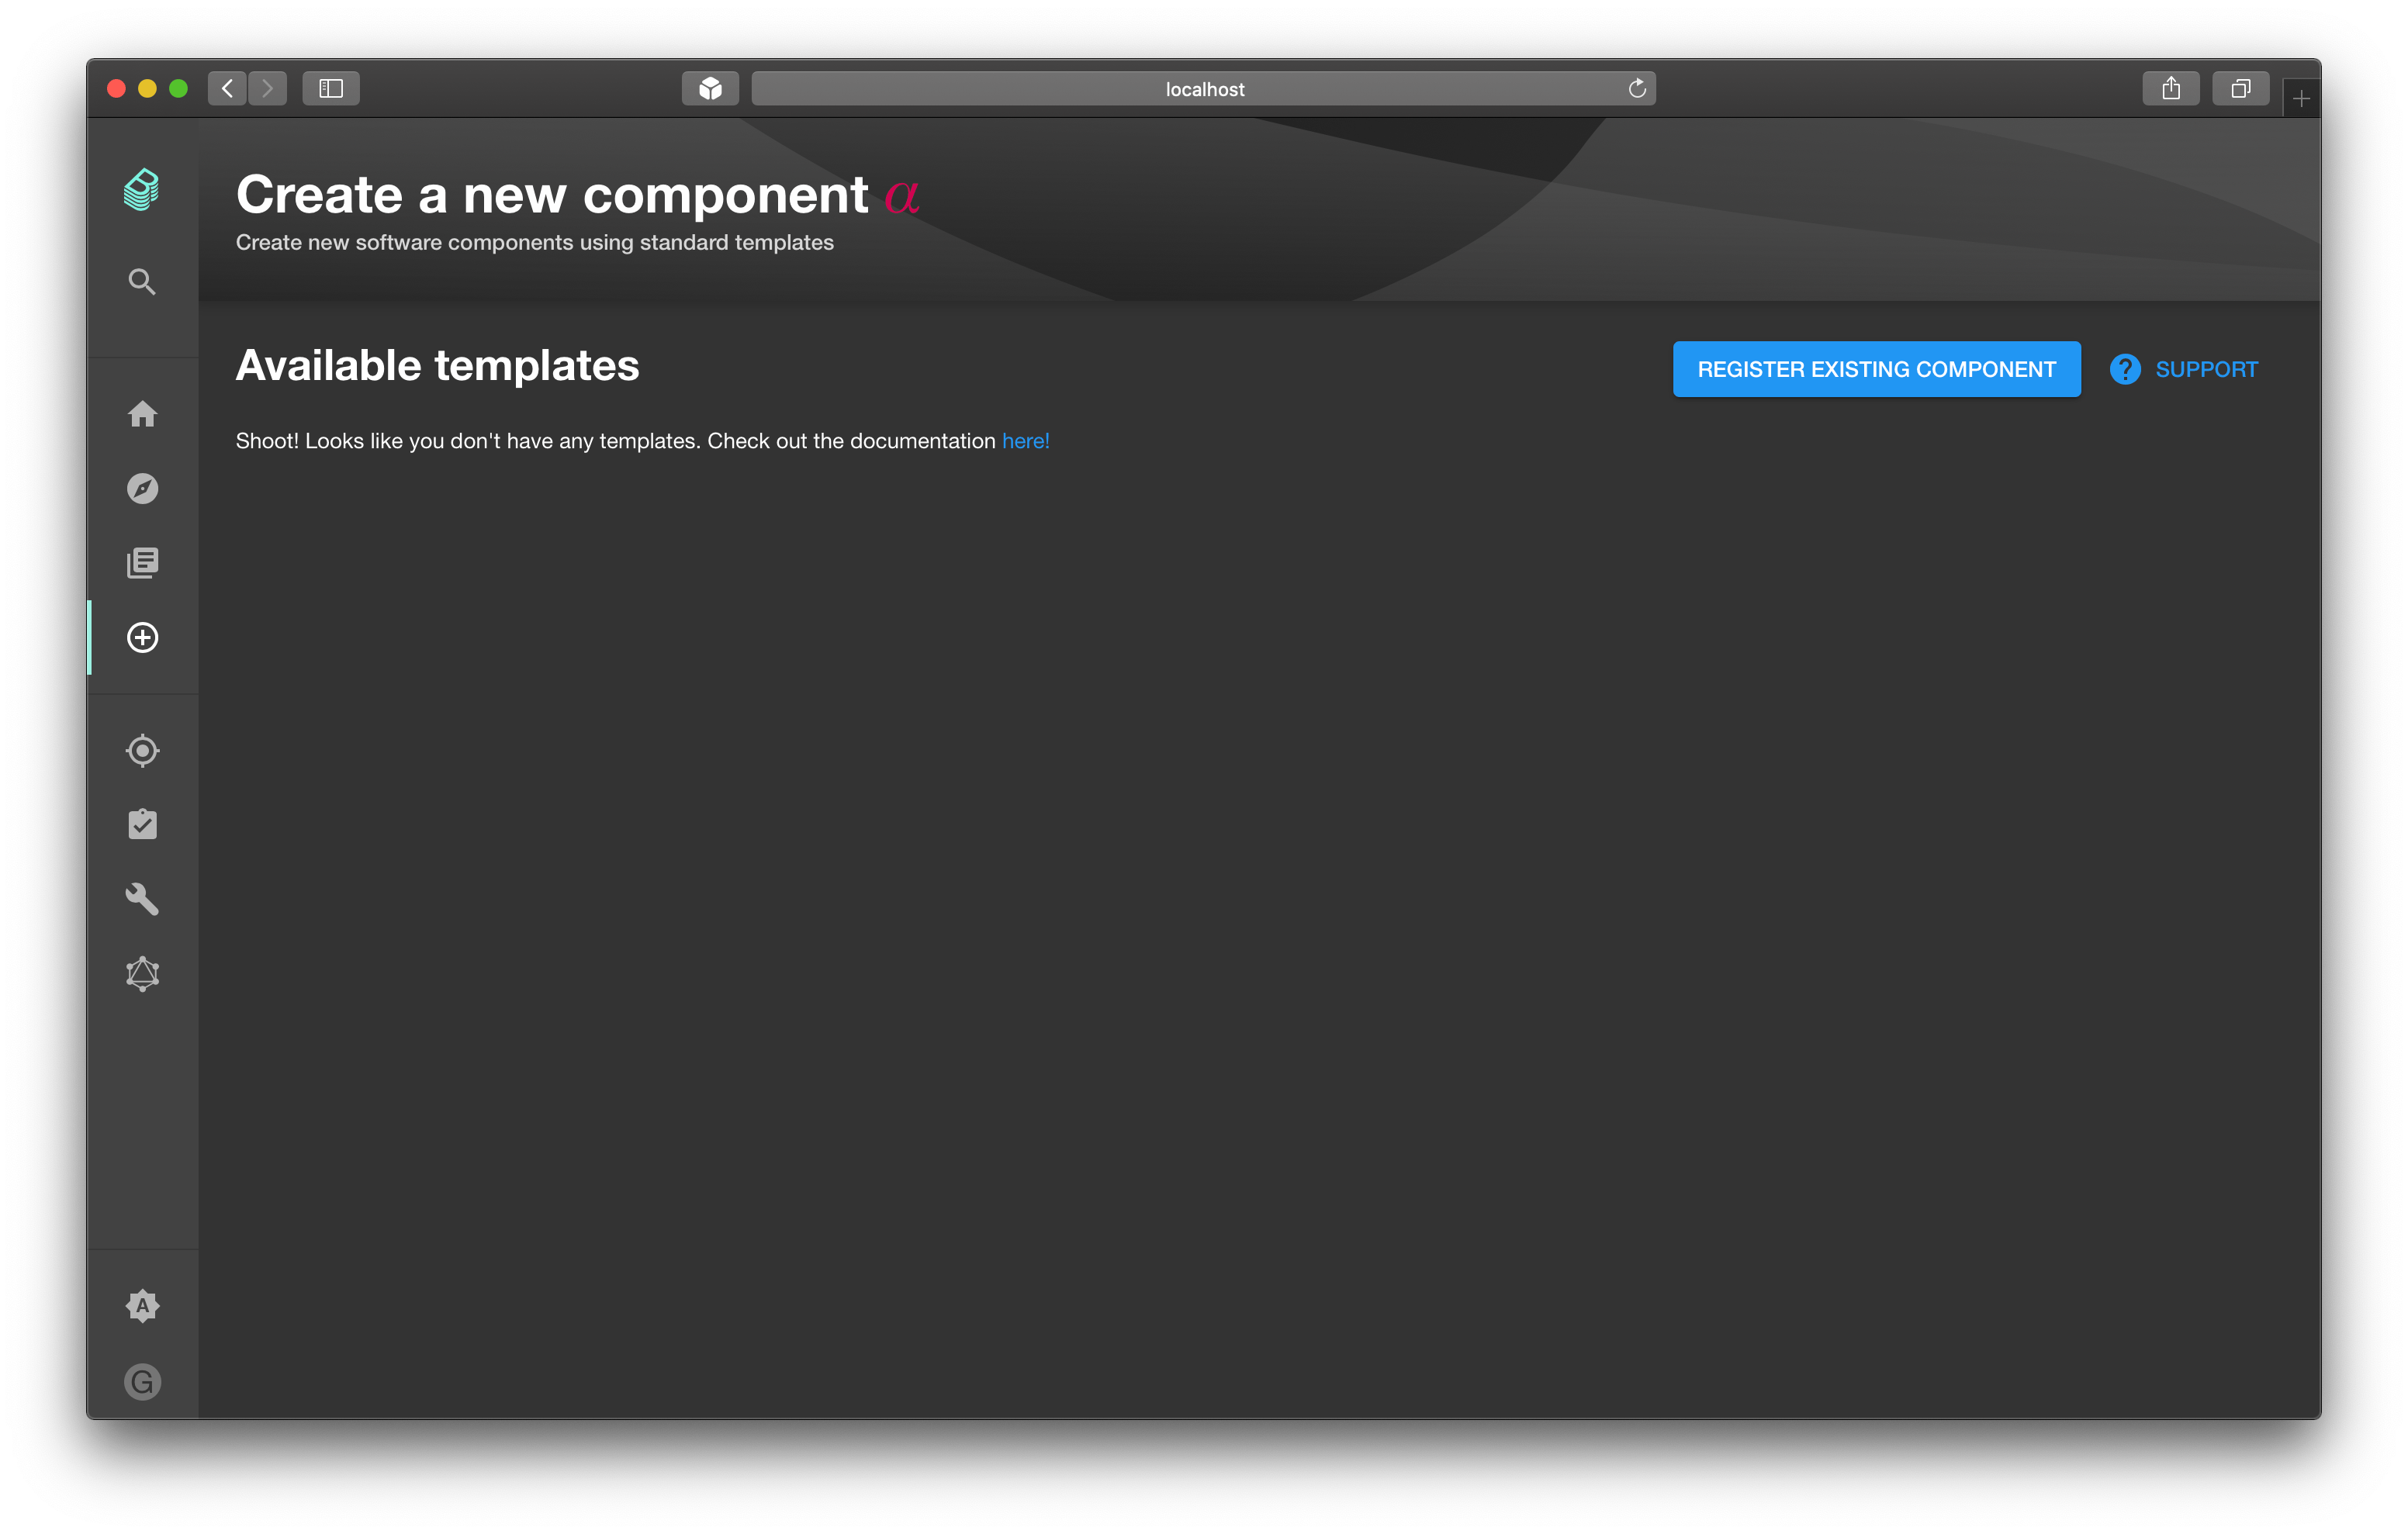 localhost
Create a new component α
Create new software components using standard templates
Available templates
REGISTER EXISTING COMPONENT
SUPPORT
Shoot! Looks like you don't have any templates. Check out the documentation here!
A
G